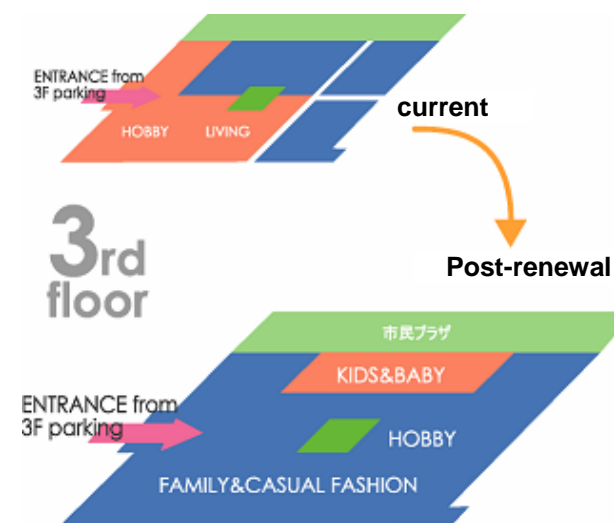 ENTRANCE from
3F parking
current
HOBBY LIVING
3rd
floor
Post-renewal
市民プラザ
KIDS&BABY
ENTRANCE from
3F parking
HOBBY
FAMILY&CASUAL FASHION